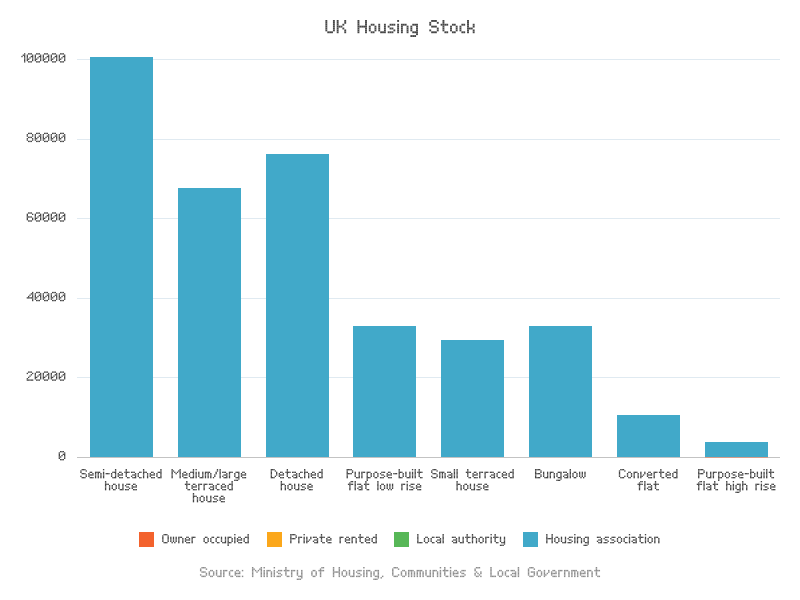 UK Housing Stock
100000
80000
60000
40000
20000
0
Semi-detached
house
Medium/large
terraced
house
Detached
house
Purpose-built
flat low rise
Small terraced
house
Bungalow
Converted
flat
Purpose-built
flat high rise
Owner occupied
Private rented
Local authority
Housing association
Source: Ministry of Housing, Communities & Local Government